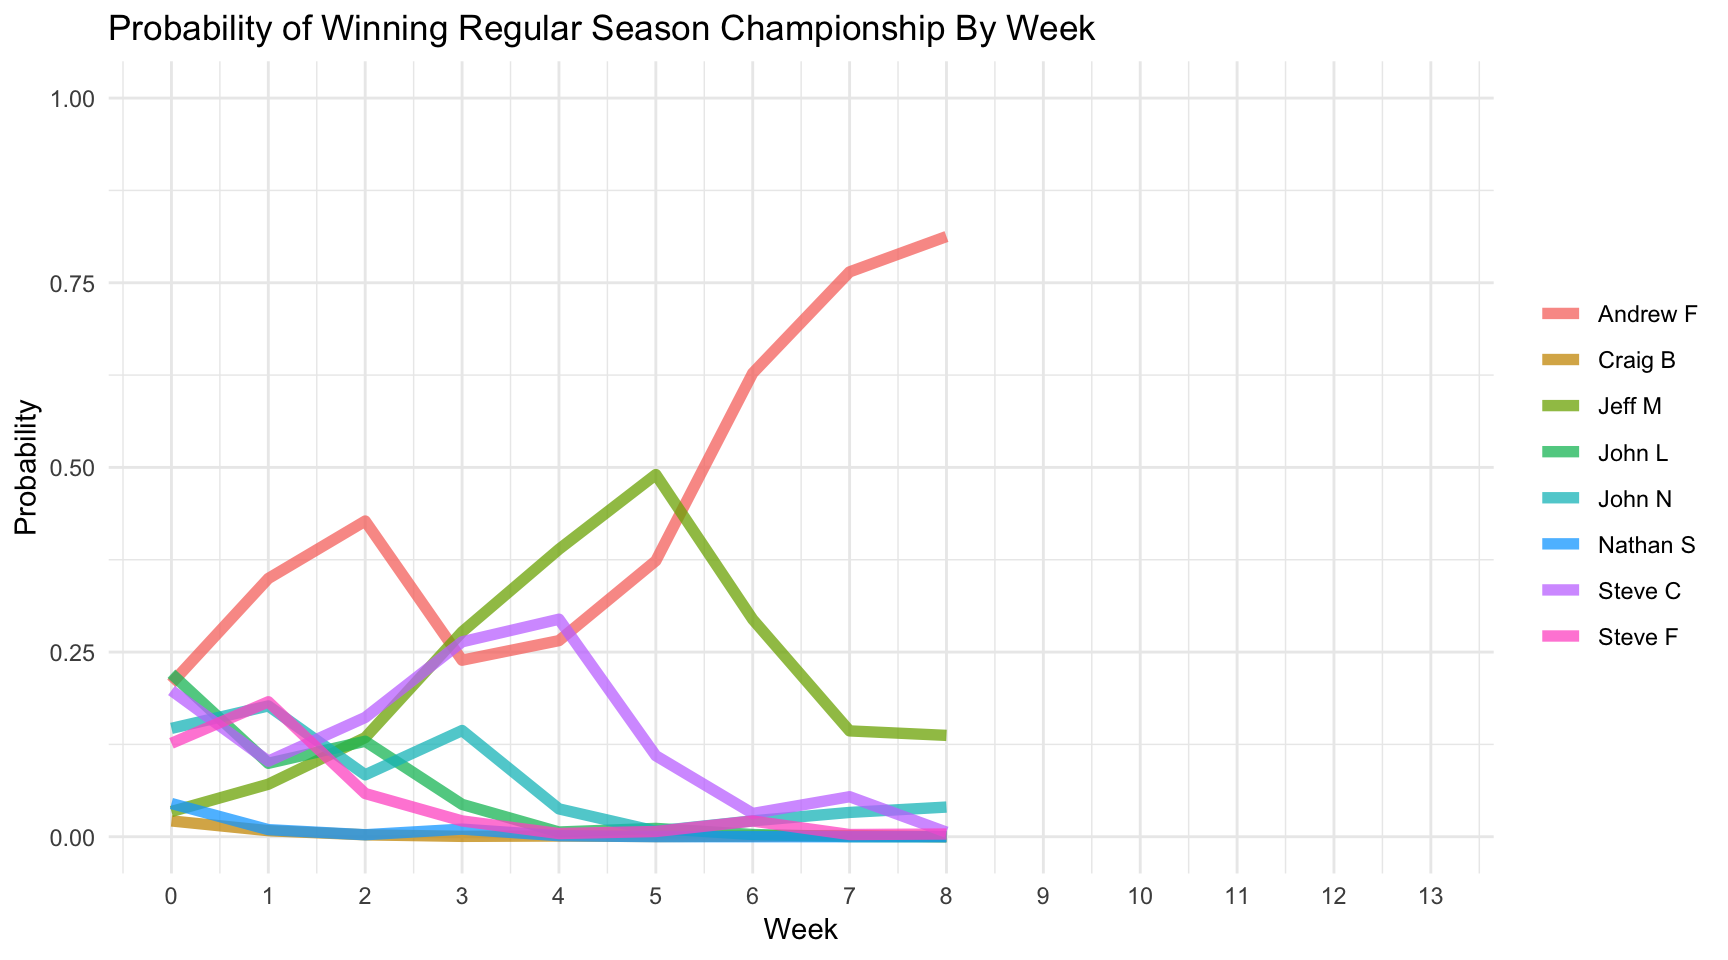 Probability of Winning Regular Season Championship By Week
1.00
0.75
0.50
0.25
0.00
Probability
0 1 2 3 4 5 6 7 8 9 10 11 12 13
Week
Andrew F
Craig B
Jeff M
John L
John N
Nathan S
Steve C
Steve F